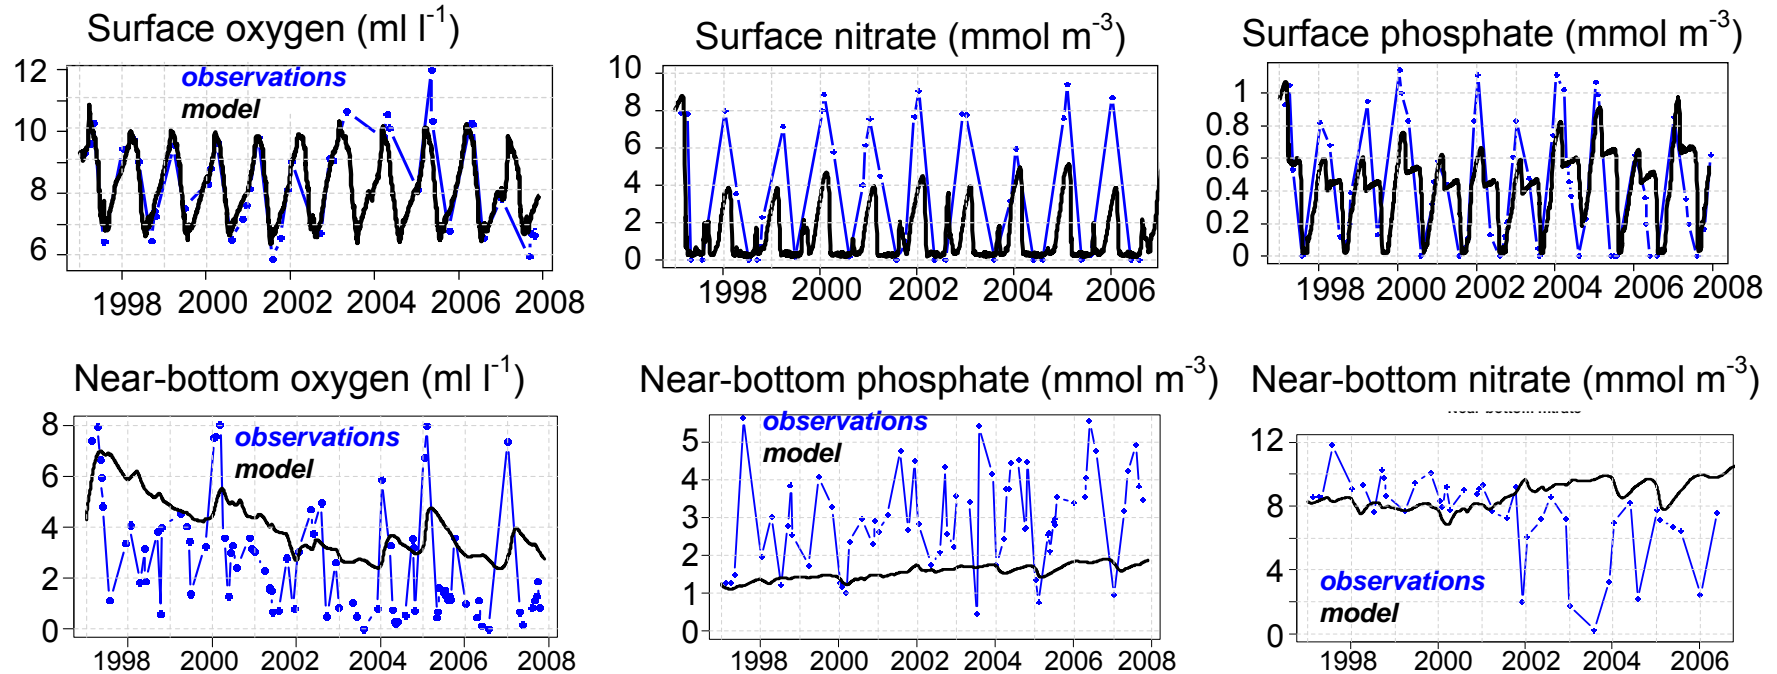 Surface oxygen (ml l-1)
12
10
8
6
observations
model
1998 2000 2002 2004 2006 2008
Surface nitrate (mmol m-3)
10
8
6
4
2
0
1998 2000 2002 2004 2006
Surface phosphate (mmol m-3)
1
0.8
0.6
0.4
0.2
0
1998 2000 2002 2004 2006 2008
Near-bottom oxygen (ml l-1)
8
6
4
2
0
observations
model
1998 2000 2002 2004 2006 2008
Near-bottom phosphate (mmol m-3)
5
4
3
2
1
0
observations
model
1998 2000 2002 2004 2006 2008
Near-bottom nitrate (mmol m-3)
12
8
4
0
observations
model
1998 2000 2002 2004 2006